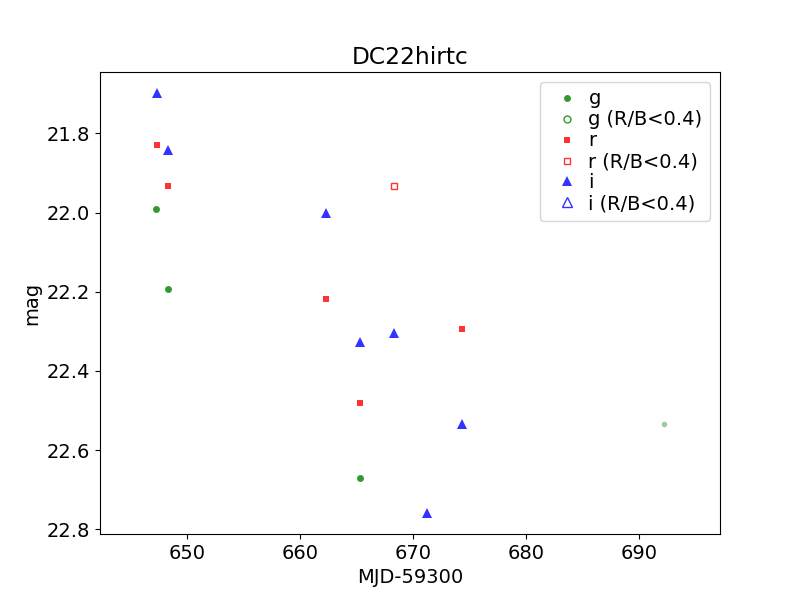 DC22hirtc
g
g (R/B<0.4)
r
r (R/B<0.4)
i
i (R/B<0.4)
mag
21.8
22.0
22.2
22.4
22.6
22.8
650
660
670
680
690
MJD-59300